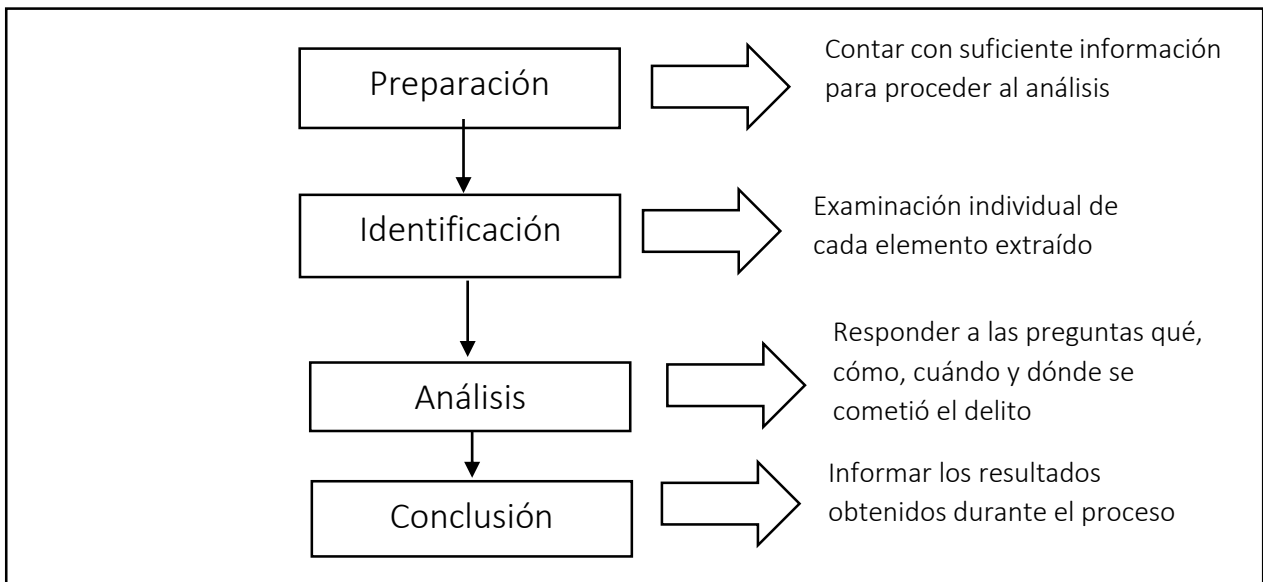 Preparación
Contar con suficiente información
para proceder al análisis
Identificación
Examinación individual de
cada elemento extraído
Análisis
Responder a las preguntas qué,
cómo, cuándo y dónde se
cometió el delito
Conclusión
Informar los resultados
obtenidos durante el proceso